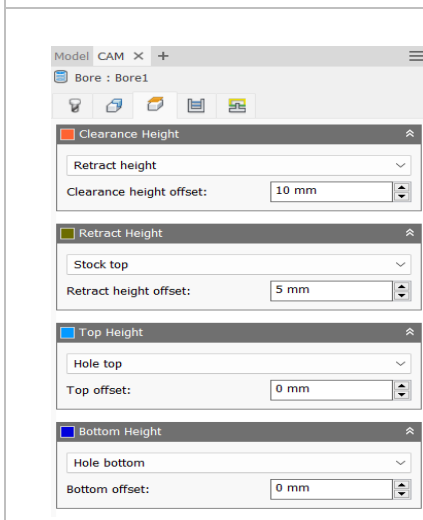 Model CAM × +
Bore : Bore1
Clearance Height
Retract height
Clearance height offset: 10 mm
Retract Height
Stock top
Retract height offset: 5 mm
Top Height
Hole top
Top offset: 0 mm
Bottom Height
Hole bottom
Bottom offset: 0 mm